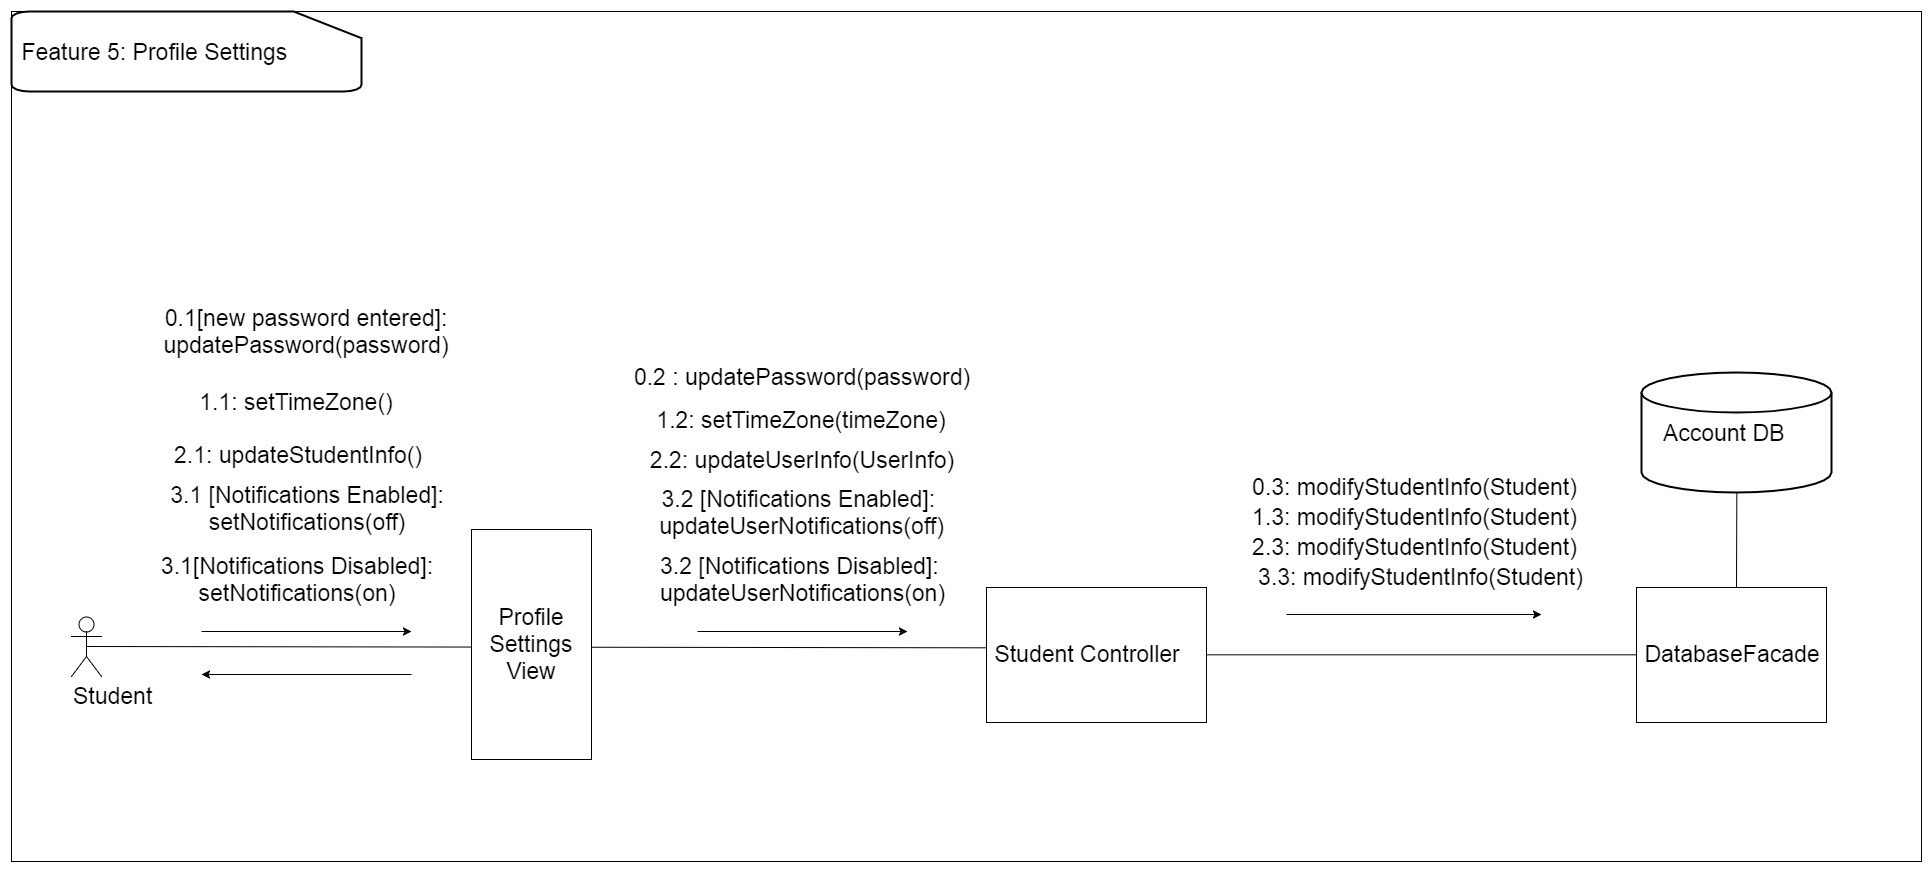 Feature 5: Profile Settings
0.1[new password entered]:
updatePassword(password)
1.1: setTimeZone()
2.1: updateStudentInfo()
3.1 [Notifications Enabled]:
setNotifications(off)
3.1[Notifications Disabled]:
setNotifications(on)
Student
Profile
Settings
View
0.2 : updatePassword(password)
1.2: setTimeZone(timeZone)
2.2: updateUserInfo(UserInfo)
3.2 [Notifications Enabled]:
updateUserNotifications(off)
3.2 [Notifications Disabled]:
updateUserNotifications(on)
Student Controller
0.3: modifyStudentInfo(Student)
1.3: modifyStudentInfo(Student)
2.3: modifyStudentInfo(Student)
3.3: modifyStudentInfo(Student)
Account DB
DatabaseFacade